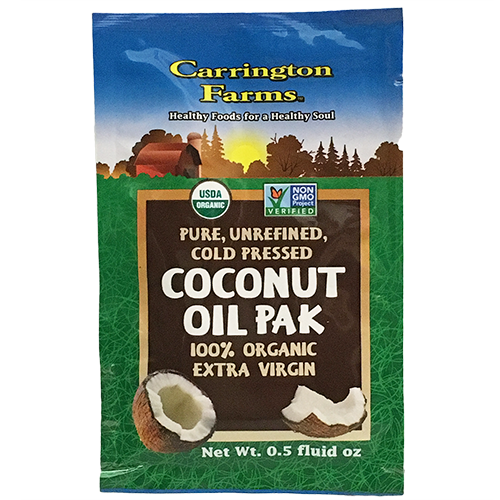 Carrington
Farms™
Healthy Foods for a Healthy Soul
USDA
ORGANIC
NON
GMO
Project
VERIFIED
PURE, UNREFINED,
COLD PRESSED
COCONUT
OIL PAK
100% ORGANIC
EXTRA VIRGIN
Net Wt. 0.5 fluid oz